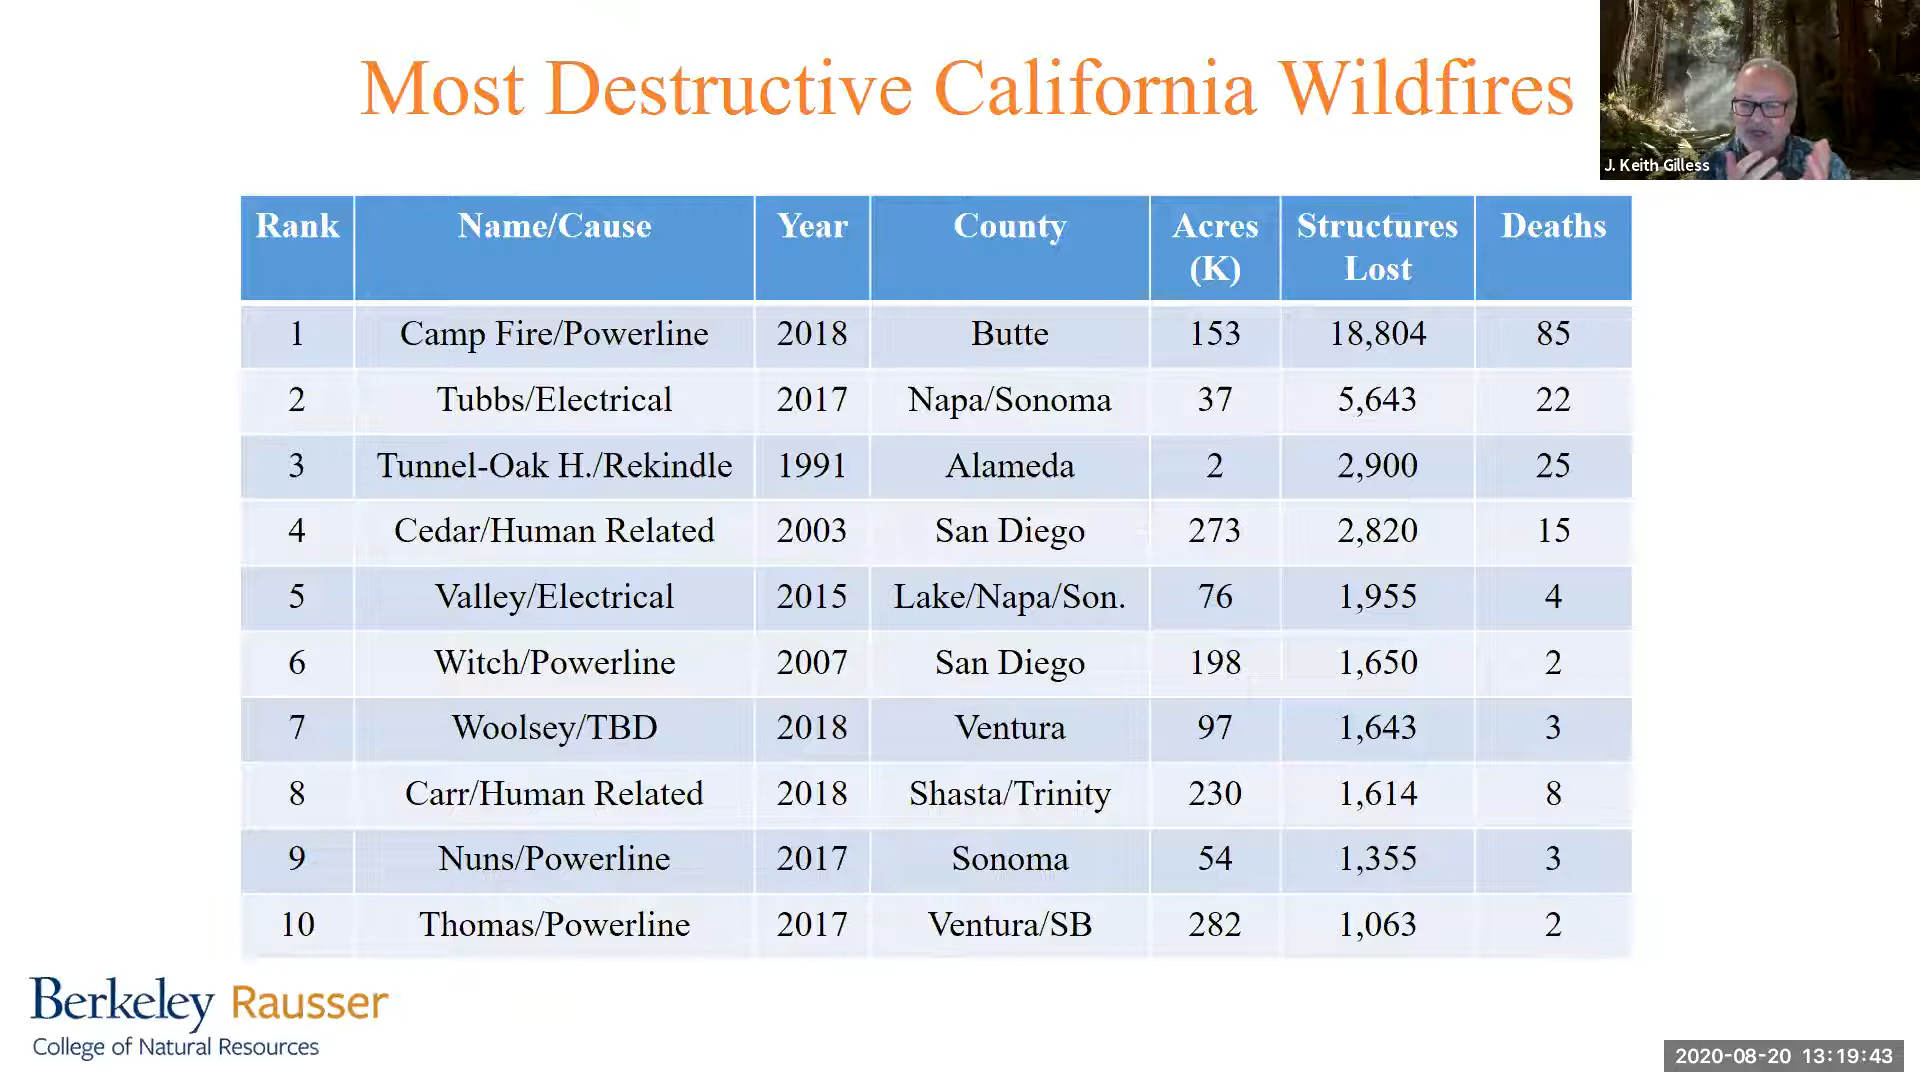 Most Destructive California Wildfires
J. Keith Gilless
Rank Name/Cause Year County Acres (K) Structures Lost Deaths
1 Camp Fire/Powerline 2018 Butte 153 18,804 85
2 Tubbs/Electrical 2017 Napa/Sonoma 37 5,643 22
3 Tunnel-Oak H./Rekindle 1991 Alameda 2 2,900 25
4 Cedar/Human Related 2003 San Diego 273 2,820 15
5 Valley/Electrical 2015 Lake/Napa/Son. 76 1,955 4
6 Witch/Powerline 2007 San Diego 198 1,650 2
7 Woolsey/TBD 2018 Ventura 97 1,643 3
8 Carr/Human Related 2018 Shasta/Trinity 230 1,614 8
9 Nuns/Powerline 2017 Sonoma 54 1,355 3
10 Thomas/Powerline 2017 Ventura/SB 282 1,063 2
Berkeley Rausser
College of Natural Resources
2020-08-20 13:19:43